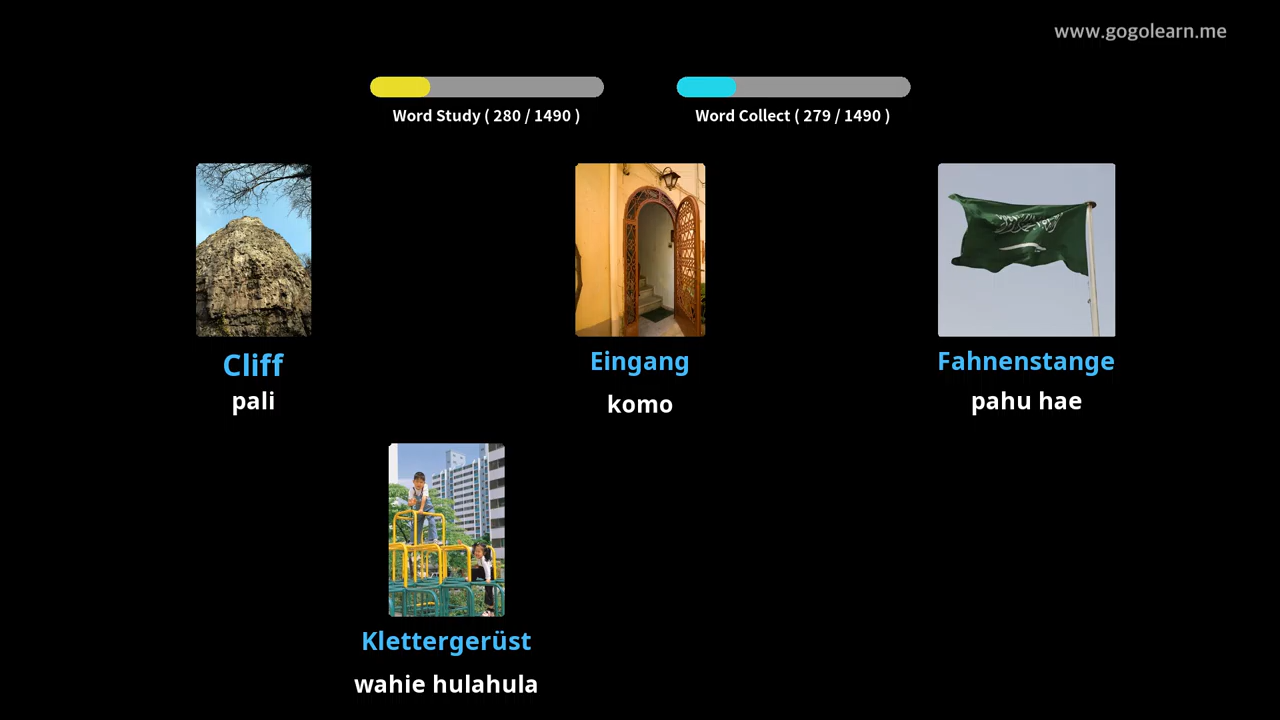 www.gogolearn.me
Word Study ( 280 / 1490 )
Word Collect ( 279 / 1490 )
Cliff
pali
Eingang
komo
Fahnenstange
pahu hae
Klettergerüst
wahie hulahula